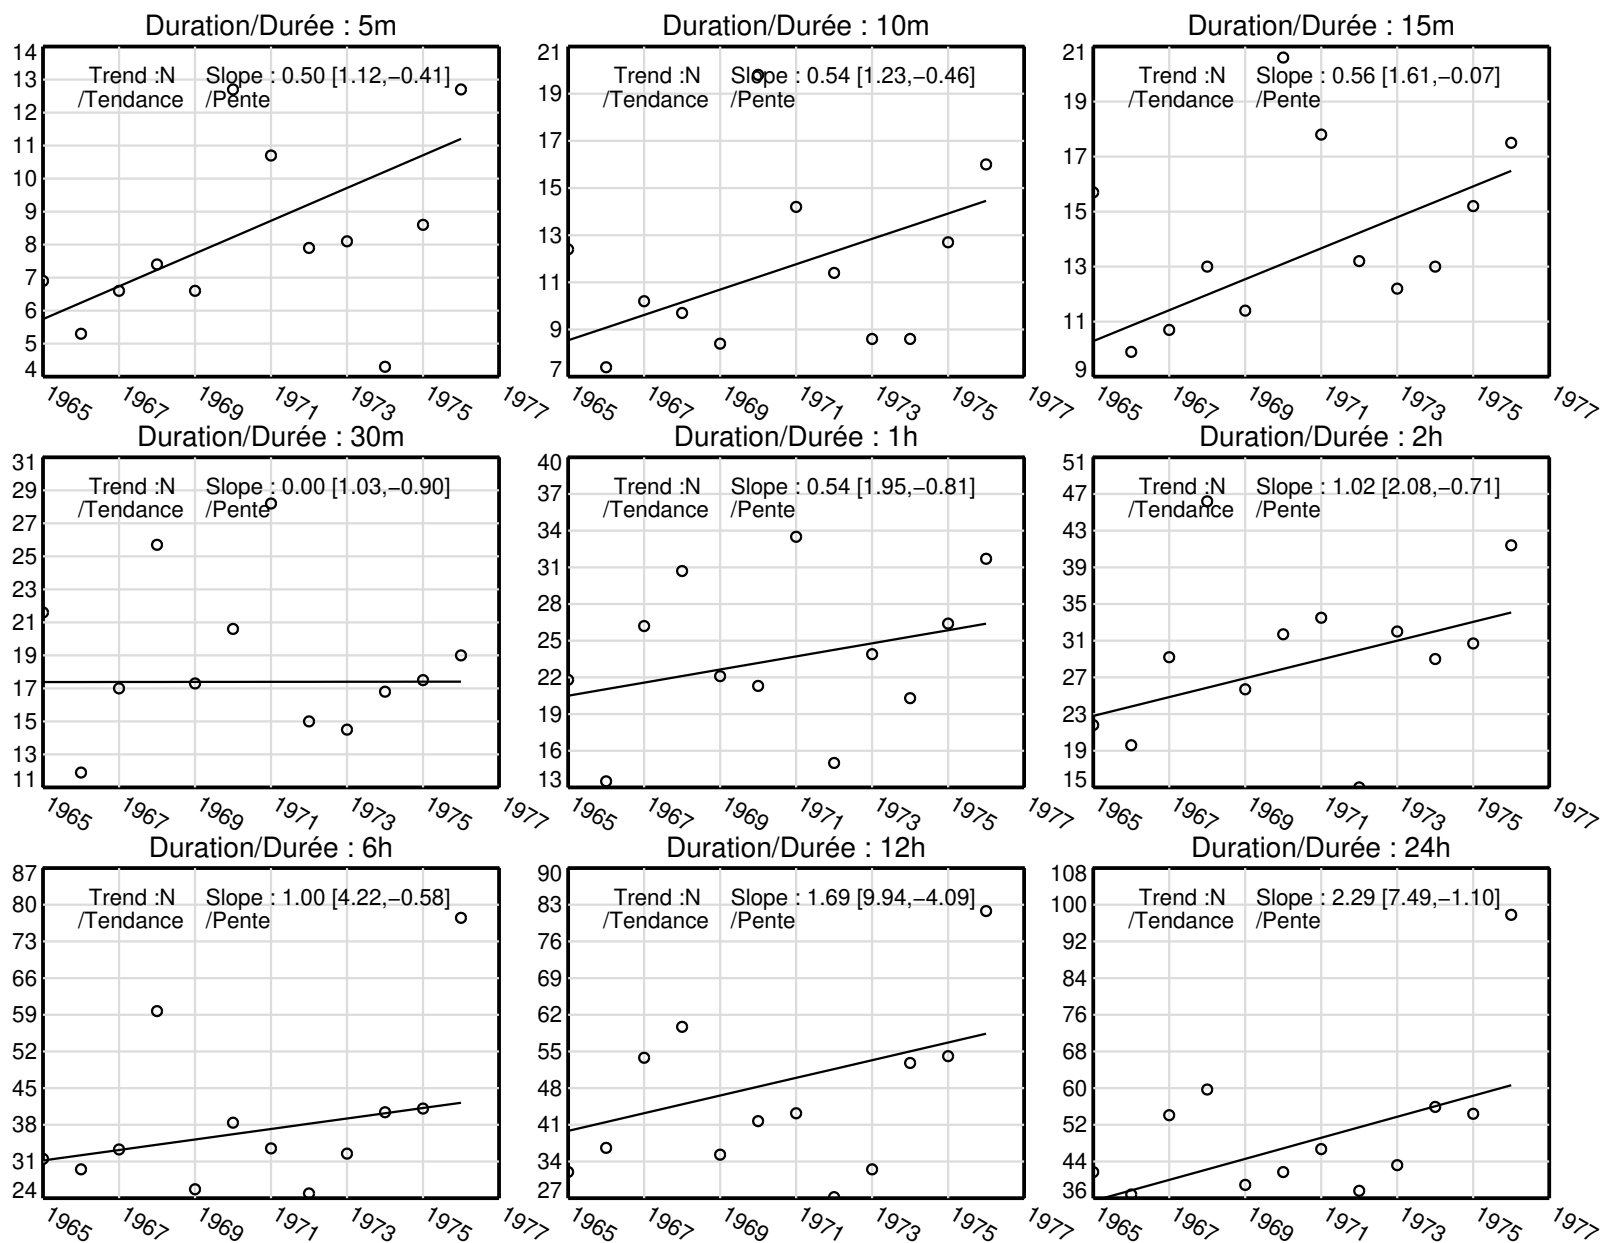 Duration/Durée : 5m
Trend :N Slope : 0.50 [1.12,−0.41]
/Tendance /Pente
14
13
12
11
10
9
8
7
6
5
4
1965 1967 1969 1971 1973 1975 1977
Duration/Durée : 10m
Trend :N Slope : 0.54 [1.23,−0.46]
/Tendance /Pente
21
19
17
15
13
11
9
7
1965 1967 1969 1971 1973 1975 1977
Duration/Durée : 15m
Trend :N Slope : 0.56 [1.61,−0.07]
/Tendance /Pente
21
19
17
15
13
11
9
1965 1967 1969 1971 1973 1975 1977
Duration/Durée : 30m
Trend :N Slope : 0.00 [1.03,−0.90]
/Tendance /Pente
31
29
27
25
23
21
19
17
15
13
11
1965 1967 1969 1971 1973 1975 1977
Duration/Durée : 1h
Trend :N Slope : 0.54 [1.95,−0.81]
/Tendance /Pente
40
37
34
31
28
25
22
19
16
13
1965 1967 1969 1971 1973 1975 1977
Duration/Durée : 2h
Trend :N Slope : 1.02 [2.08,−0.71]
/Tendance /Pente
51
47
43
39
35
31
27
23
19
15
1965 1967 1969 1971 1973 1975 1977
Duration/Durée : 6h
Trend :N Slope : 1.00 [4.22,−0.58]
/Tendance /Pente
87
80
73
66
59
52
45
38
31
24
1965 1967 1969 1971 1973 1975 1977
Duration/Durée : 12h
Trend :N Slope : 1.69 [9.94,−4.09]
/Tendance /Pente
90
83
76
69
62
55
48
41
34
27
1965 1967 1969 1971 1973 1975 1977
Duration/Durée : 24h
Trend :N Slope : 2.29 [7.49,−1.10]
/Tendance /Pente
108
100
92
84
76
68
60
52
44
36
1965 1967 1969 1971 1973 1975 1977